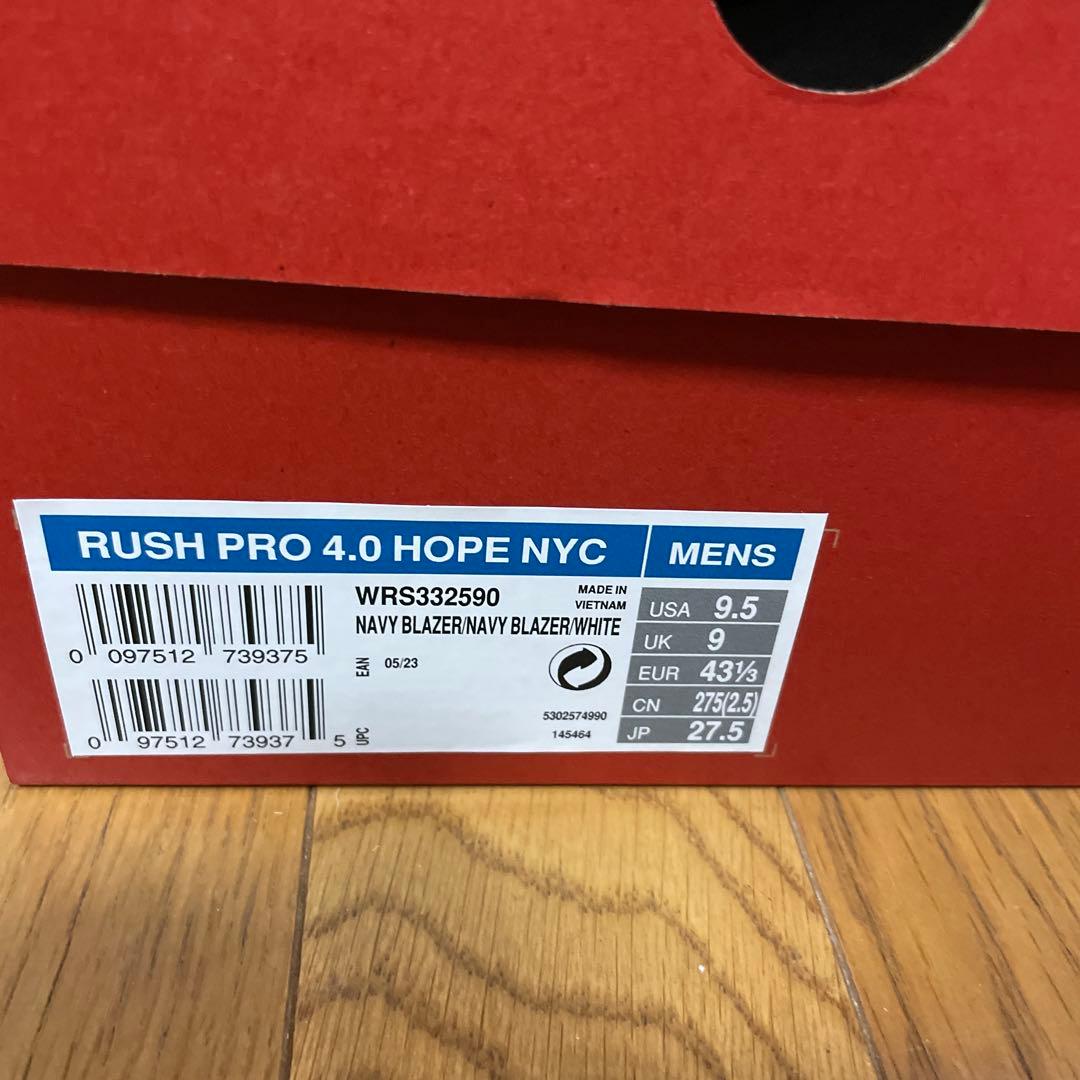 RUSH PRO 4.0 HOPE NYC
MENS
WRS332590
MADE IN
VIETNAM
NAVY BLAZER/NAVY BLAZER/WHITE
0 097512 739375
EAN
05/23
0 97512 73937 5
UPC
5302574990
145464
USA 9.5
UK 9
EUR 43⅓
CN 275(2.5)
JP 27.5